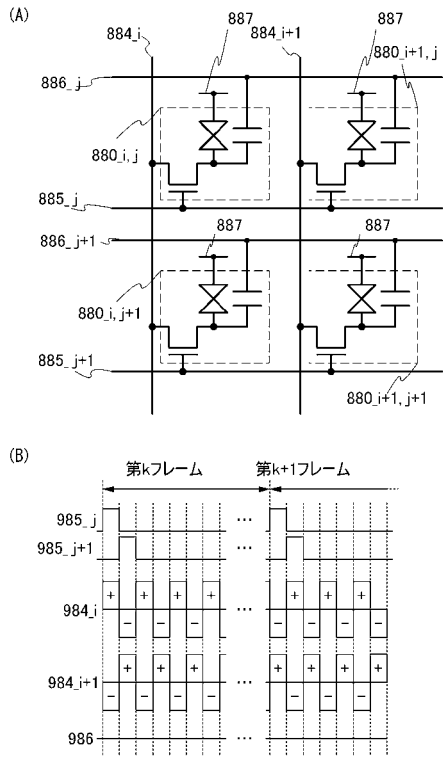 (A)
884_i
887
884_i+1
887
880_i+1, j
886_j
880_i, j
885_j
886_j+1
887
887
880_i, j+1
885_j+1
880_i+1, j+1
(B)
第kフレーム
第k+1フレーム
985_j
...
985_j+1
...
984_i
+ + + + ... + + +
− − − − − − − −
984_i+1
+ + + ... + + + +
− − − − − − − −
986
...